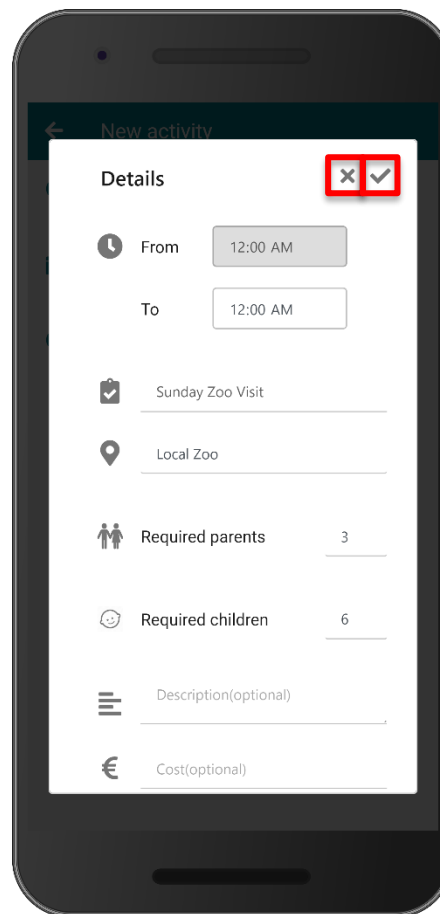 New activity
Details
From
12:00 AM
To
12:00 AM
Sunday Zoo Visit
Local Zoo
Required parents
3
Required children
6
Description(optional)
€
Cost(optional)